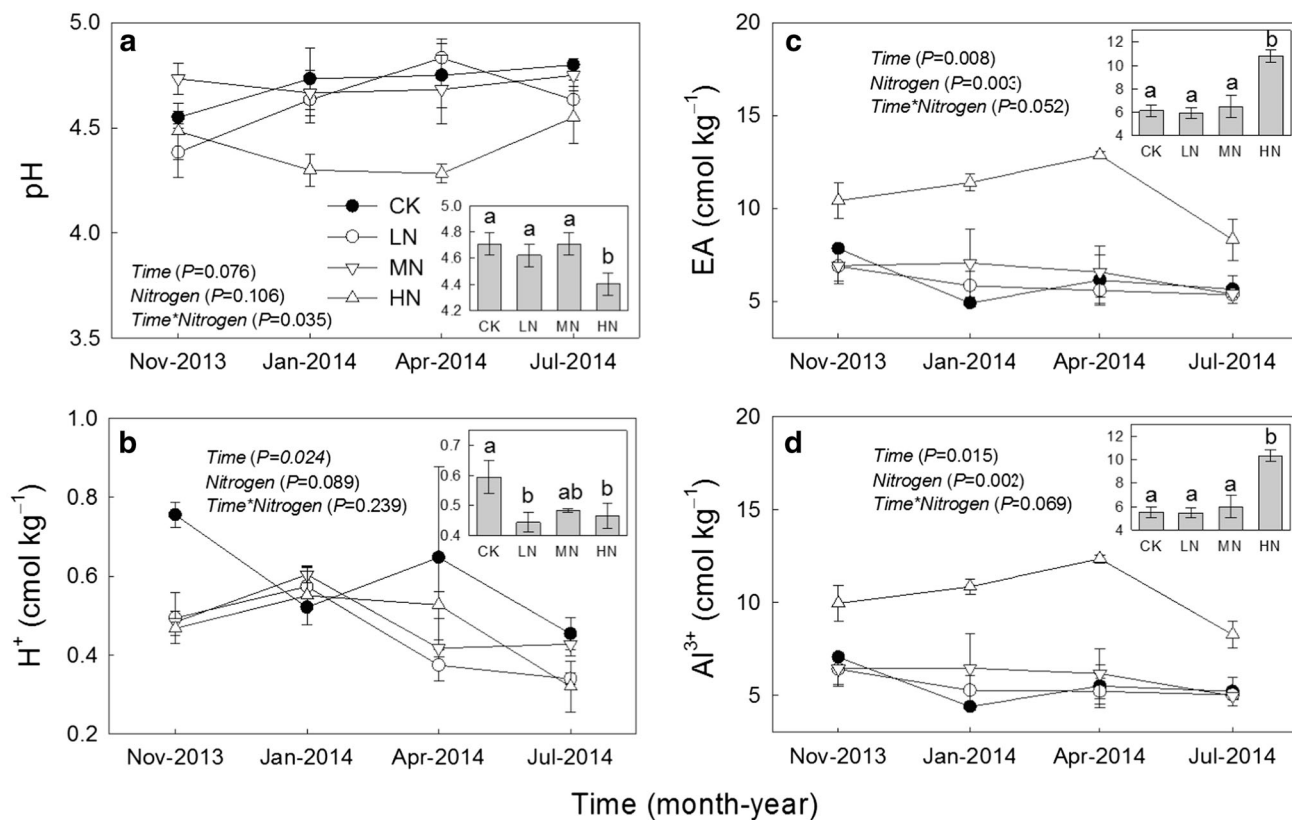 a
5.0
4.5
4.0
3.5
pH
CK
LN
MN
HN
Time (P=0.076)
Nitrogen (P=0.106)
Time*Nitrogen (P=0.035)
5.0
4.8
4.6
4.4
4.2
a a a b
CK LN MN HN
Nov-2013 Jan-2014 Apr-2014 Jul-2014
c
20
15
10
5
EA (cmol kg⁻¹)
Time (P=0.008)
Nitrogen (P=0.003)
Time*Nitrogen (P=0.052)
12
10
8
6
4
a a a b
CK LN MN HN
Nov-2013 Jan-2014 Apr-2014 Jul-2014
b
1.0
0.8
0.6
0.4
0.2
H⁺ (cmol kg⁻¹)
Time (P=0.024)
Nitrogen (P=0.089)
Time*Nitrogen (P=0.239)
0.7
0.6
0.5
0.4
a b ab b
CK LN MN HN
Nov-2013 Jan-2014 Apr-2014 Jul-2014
d
20
15
10
5
Al³⁺ (cmol kg⁻¹)
Time (P=0.015)
Nitrogen (P=0.002)
Time*Nitrogen (P=0.069)
12
10
8
6
4
a a a b
CK LN MN HN
Nov-2013 Jan-2014 Apr-2014 Jul-2014
Time (month-year)